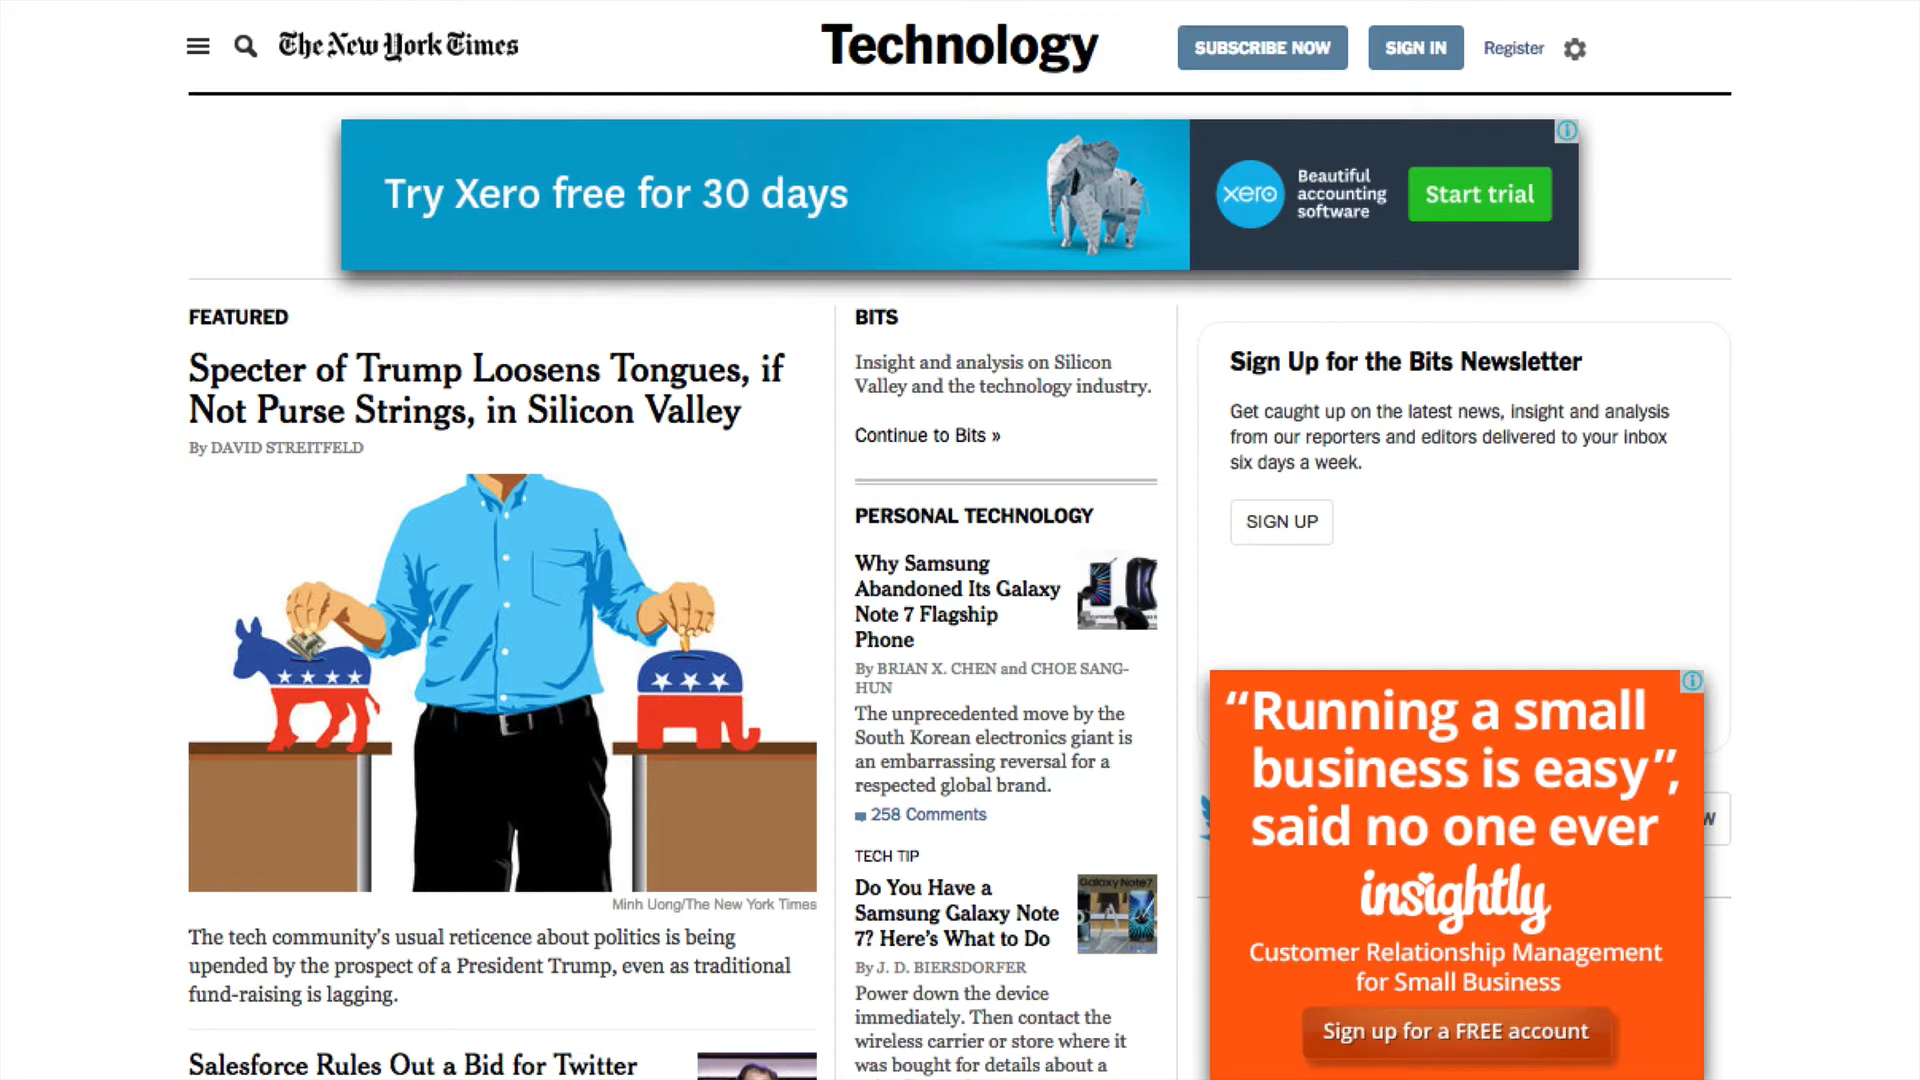 The New York Times
Technology
SUBSCRIBE NOW
SIGN IN
Register
Try Xero free for 30 days
xero
Beautiful
accounting
software
Start trial
FEATURED
Specter of Trump Loosens Tongues, if
Not Purse Strings, in Silicon Valley
By DAVID STREITFELD
Minh Uong/The New York Times
The tech community's usual reticence about politics is being
upended by the prospect of a President Trump, even as traditional
fund-raising is lagging.
Salesforce Rules Out a Bid for Twitter
BITS
Insight and analysis on Silicon
Valley and the technology industry.
Continue to Bits »
PERSONAL TECHNOLOGY
Why Samsung
Abandoned Its Galaxy
Note 7 Flagship
Phone
By BRIAN X. CHEN and CHOE SANG-
HUN
The unprecedented move by the
South Korean electronics giant is
an embarrassing reversal for a
respected global brand.
258 Comments
TECH TIP
Do You Have a
Samsung Galaxy Note
7? Here's What to Do
Galaxy Note7
By J. D. BIERSDORFER
Power down the device
immediately. Then contact the
wireless carrier or store where it
was bought for details about a
Sign Up for the Bits Newsletter
Get caught up on the latest news, insight and analysis
from our reporters and editors delivered to your inbox
six days a week.
SIGN UP
“Running a small
business is easy”,
said no one ever
insightly
Customer Relationship Management
for Small Business
Sign up for a FREE account